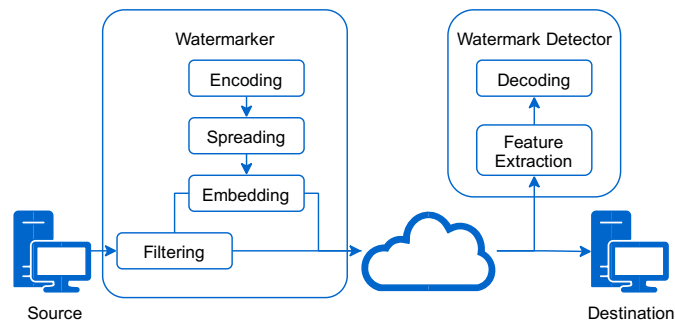 Watermarker
Encoding
Spreading
Embedding
Filtering
Source
Watermark Detector
Decoding
Feature
Extraction
Destination